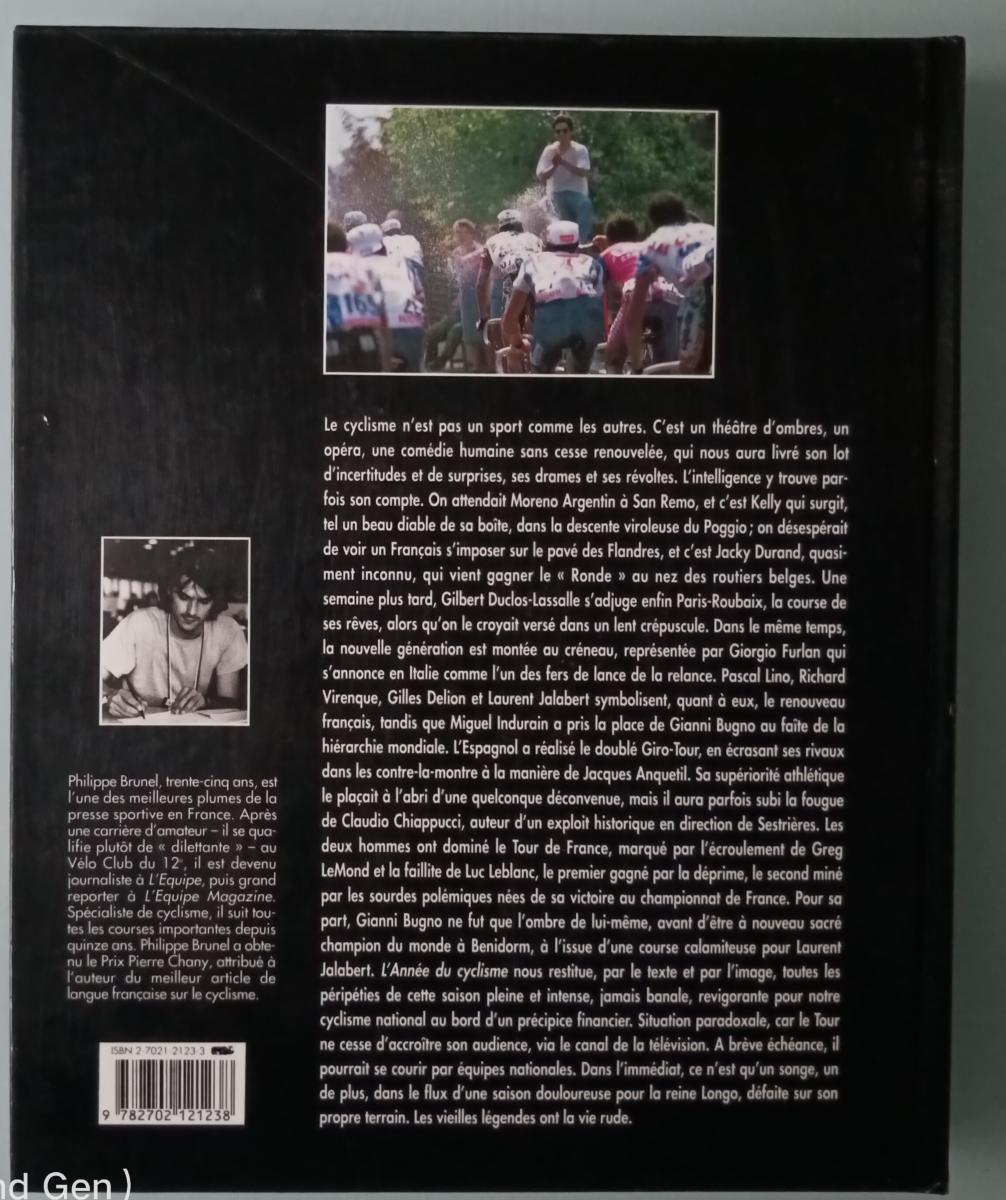 165
Le cyclisme n'est pas un sport comme les autres. C'est un théâtre d'ombres, un
opéra, une comédie humaine sans cesse renouvelée, qui nous aura livré son lot
d'incertitudes et de surprises, ses drames et ses révoltes. L'intelligence y trouve par-
fois son compte. On attendait Moreno Argentin à San Remo, et c'est Kelly qui surgit,
tel un beau diable de sa boîte, dans la descente viroleuse du Poggio ; on désespérait
de voir un Français s'imposer sur le pavé des Flandres, et c'est Jacky Durand, quasi-
ment inconnu, qui vient gagner le « Ronde » au nez des routiers belges. Une
semaine plus tard, Gilbert Duclos-Lassalle s'adjuge enfin Paris-Roubaix, la course de
ses rêves, alors qu'on le croyait versé dans un lent crépuscule. Dans le même temps,
la nouvelle génération est montée au créneau, représentée par Giorgio Furlan qui
s'annonce en Italie comme l'un des fers de lance de la relance. Pascal Lino, Richard
Virenque, Gilles Delion et Laurent Jalabert symbolisent, quant à eux, le renouveau
français, tandis que Miguel Indurain a pris la place de Gianni Bugno au faîte de la
hiérarchie mondiale. L'Espagnol a réalisé le doublé Giro-Tour, en écrasant ses rivaux
dans les contre-la-montre à la manière de Jacques Anquetil. Sa supériorité athlétique
le plaçait à l'abri d'une quelconque déconvenue, mais il aura parfois subi la fougue
de Claudio Chiappucci, auteur d'un exploit historique en direction de Sestrières. Les
deux hommes ont dominé le Tour de France, marqué par l'écroulement de Greg
LeMond et la faillite de Luc Leblanc, le premier gagné par la déprime, le second miné
par les sourdes polémiques nées de sa victoire au championnat de France. Pour sa
part, Gianni Bugno ne fut que l'ombre de lui-même, avant d'être à nouveau sacré
champion du monde à Benidorm, à l'issue d'une course calamiteuse pour Laurent
Jalabert. L'Année du cyclisme nous restitue, par le texte et par l'image, toutes les
péripéties de cette saison pleine et intense, jamais banale, revigorante pour notre
cyclisme national au bord d'un précipice financier. Situation paradoxale, car le Tour
ne cesse d'accroître son audience, via le canal de la télévision. A brève échéance, il
pourrait se courir par équipes nationales. Dans l'immédiat, ce n'est qu'un songe, un
de plus, dans le flux d'une saison douloureuse pour la reine Longo, défaite sur son
propre terrain. Les vieilles légendes ont la vie rude.
Philippe Brunel, trente-cinq ans, est
l'une des meilleures plumes de la
presse sportive en France. Après
une carrière d'amateur – il se qua-
lifie plutôt de « dilettante » – au
Vélo Club du 12e, il est devenu
journaliste à L'Equipe, puis grand
reporter à L'Equipe Magazine.
Spécialiste de cyclisme, il suit tou-
tes les courses importantes depuis
quinze ans. Philippe Brunel a obte-
nu le Prix Pierre Chany, attribué à
l'auteur du meilleur article de
langue française sur le cyclisme.
ISBN 2-7021-2123-3
9 782702 121238
nd Gen )